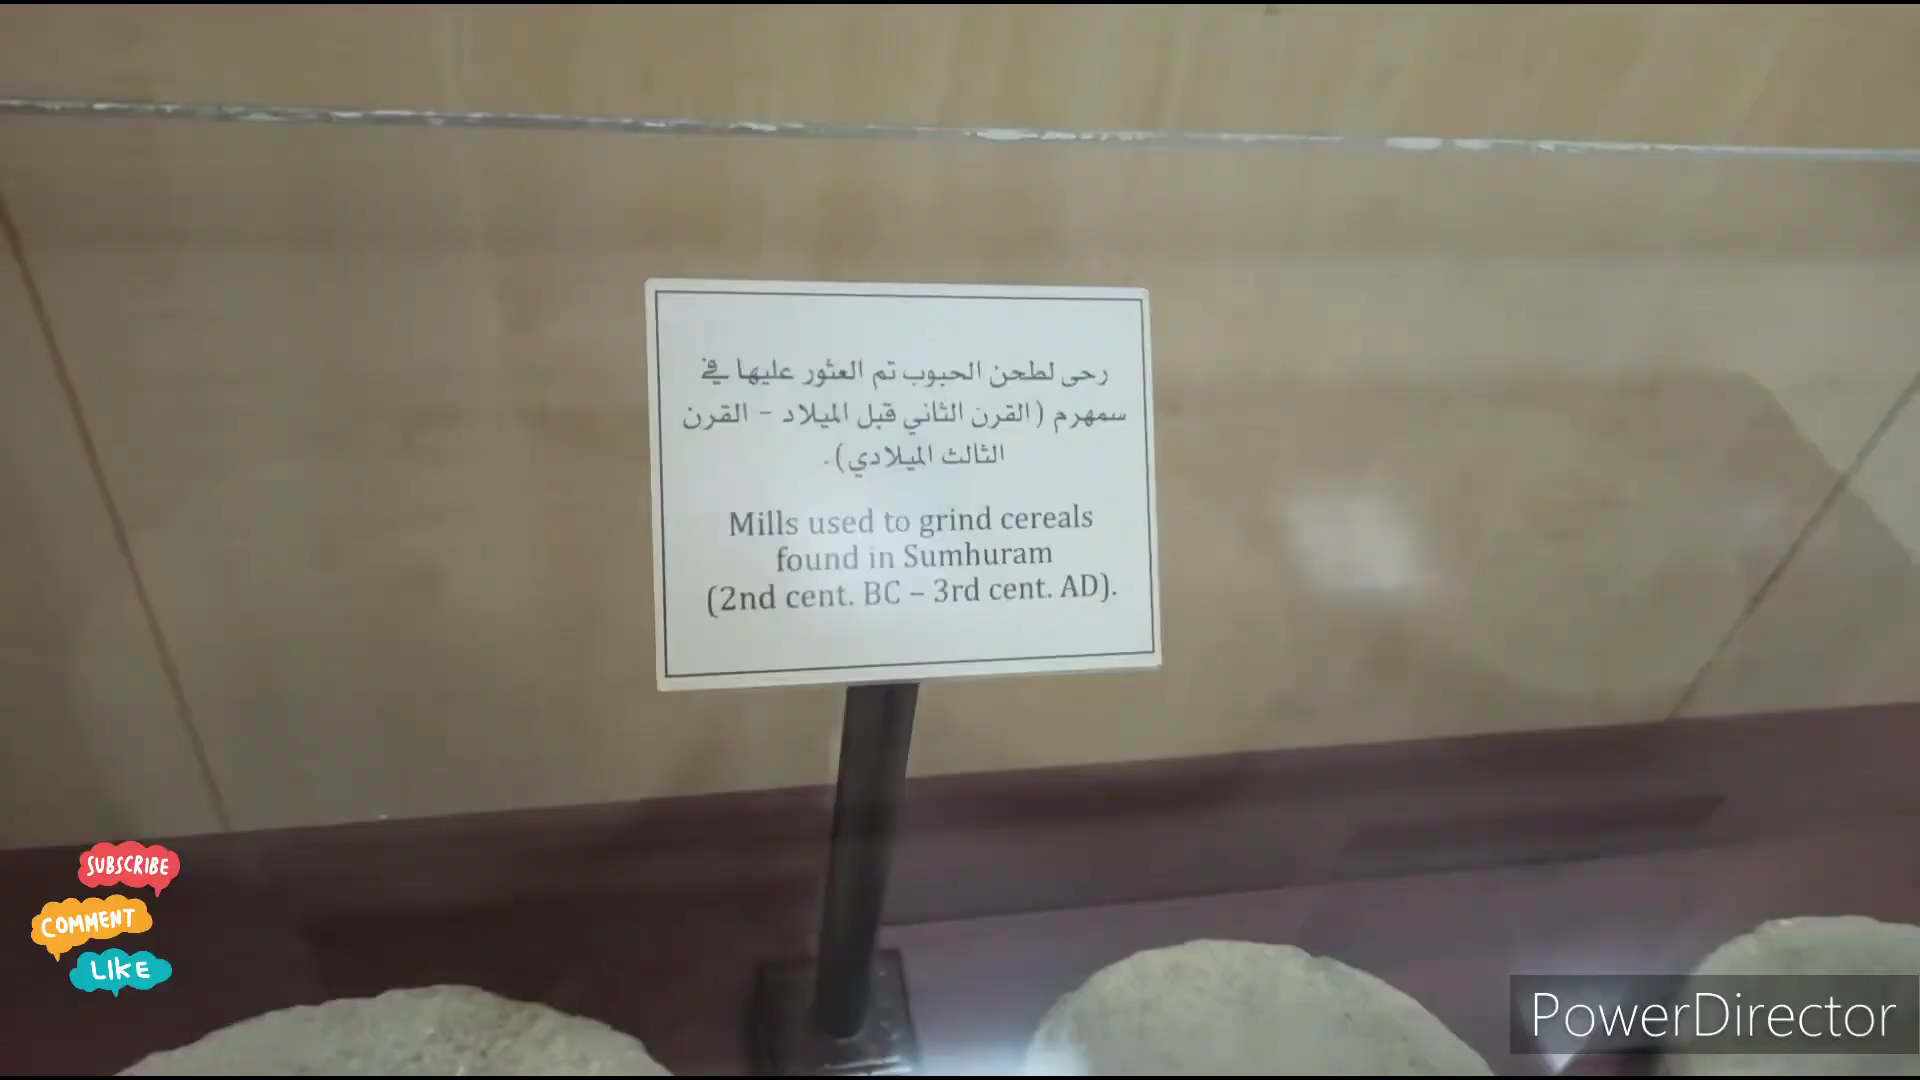 رحى لطحن الحبوب تم العثور عليها في
سمهرم (القرن الثاني قبل الميلاد - القرن
الثالث الميلادي).
Mills used to grind cereals
found in Sumhuram
(2nd cent. BC – 3rd cent. AD).
SUBSCRIBE
COMMENT
LIKE
PowerDirector